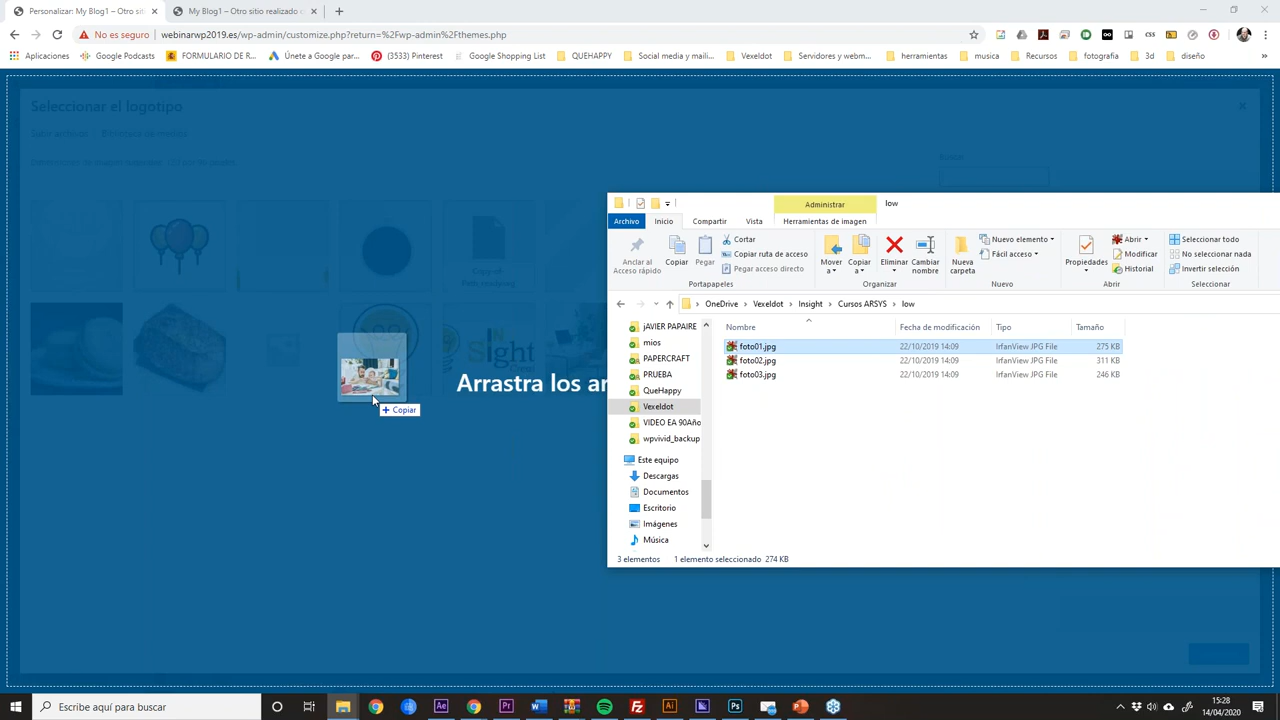 Personalizar: My Blog1 – Otro sitio
My Blog1 – Otro sitio realizado c
No es seguro
webinarwp2019.es/wp-admin/customize.php?return=%2Fwp-admin%2Fthemes.php
Aplicaciones
Google Podcasts
FORMULARIO DE R...
Únete a Google par...
(3533) Pinterest
Google Shopping List
QUEHAPPY
Social media y maili...
Vexeldot
Servidores y webm...
herramientas
musica
Recursos
fotografia
3d
diseño
Seleccionar el logotipo
Subir archivos
Biblioteca de medios
Arrastra los ar
Copiar
Administrar
low
Archivo
Inicio
Compartir
Vista
Herramientas de imagen
Anclar al
Acceso rápido
Copiar
Pegar
Cortar
Copiar ruta de acceso
Pegar acceso directo
Portapapeles
Mover a
Copiar a
Eliminar
Cambiar
nombre
Organizar
Nueva
carpeta
Nuevo elemento
Fácil acceso
Nuevo
Propiedades
Abrir
Modificar
Historial
Abrir
Seleccionar todo
No seleccionar nada
Invertir selección
Seleccionar
OneDrive > Vexeldot > Insight > Cursos ARSYS > low
Nombre
Fecha de modificación
Tipo
Tamaño
foto01.jpg 22/10/2019 14:09 IrfanView JPG File 275 KB
foto02.jpg 22/10/2019 14:09 IrfanView JPG File 311 KB
foto03.jpg 22/10/2019 14:09 IrfanView JPG File 246 KB
jAVIER PAPAIRE
mios
PAPERCRAFT
PRUEBA
QueHappy
Vexeldot
VIDEO EA 90Año
wpvivid_backup
Este equipo
Descargas
Documentos
Escritorio
Imágenes
Música
3 elementos
1 elemento seleccionado 274 KB
Escribe aquí para buscar
15:28
14/04/2020